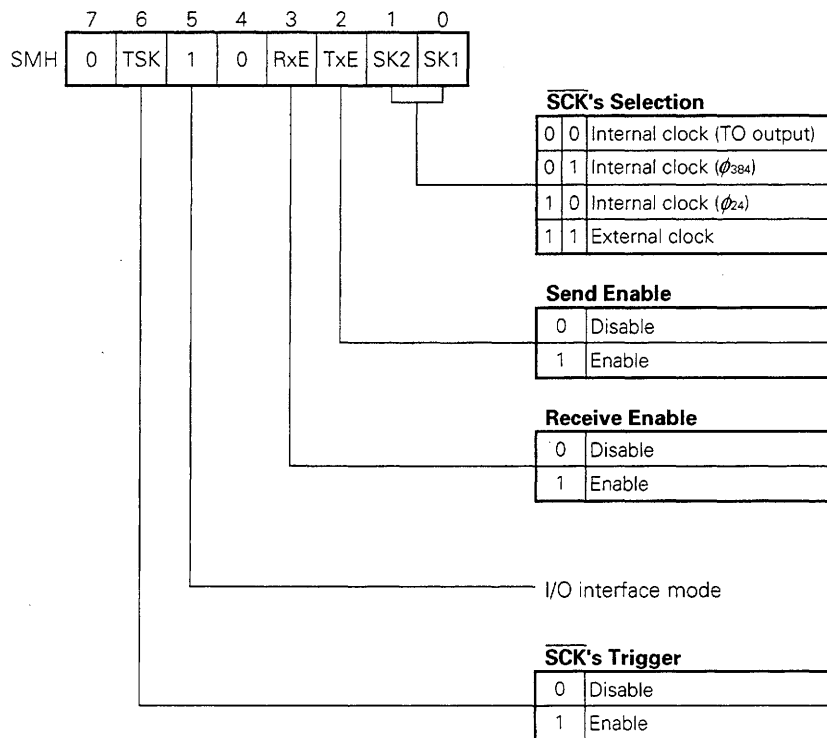 7 6 5 4 3 2 1 0
SMH 0 TSK 1 0 RxE TxE SK2 SK1
SCK's Selection
0 0 Internal clock (TO output)
0 1 Internal clock (ϕ384)
1 0 Internal clock (ϕ24)
1 1 External clock
Send Enable
0 Disable
1 Enable
Receive Enable
0 Disable
1 Enable
I/O interface mode
SCK's Trigger
0 Disable
1 Enable